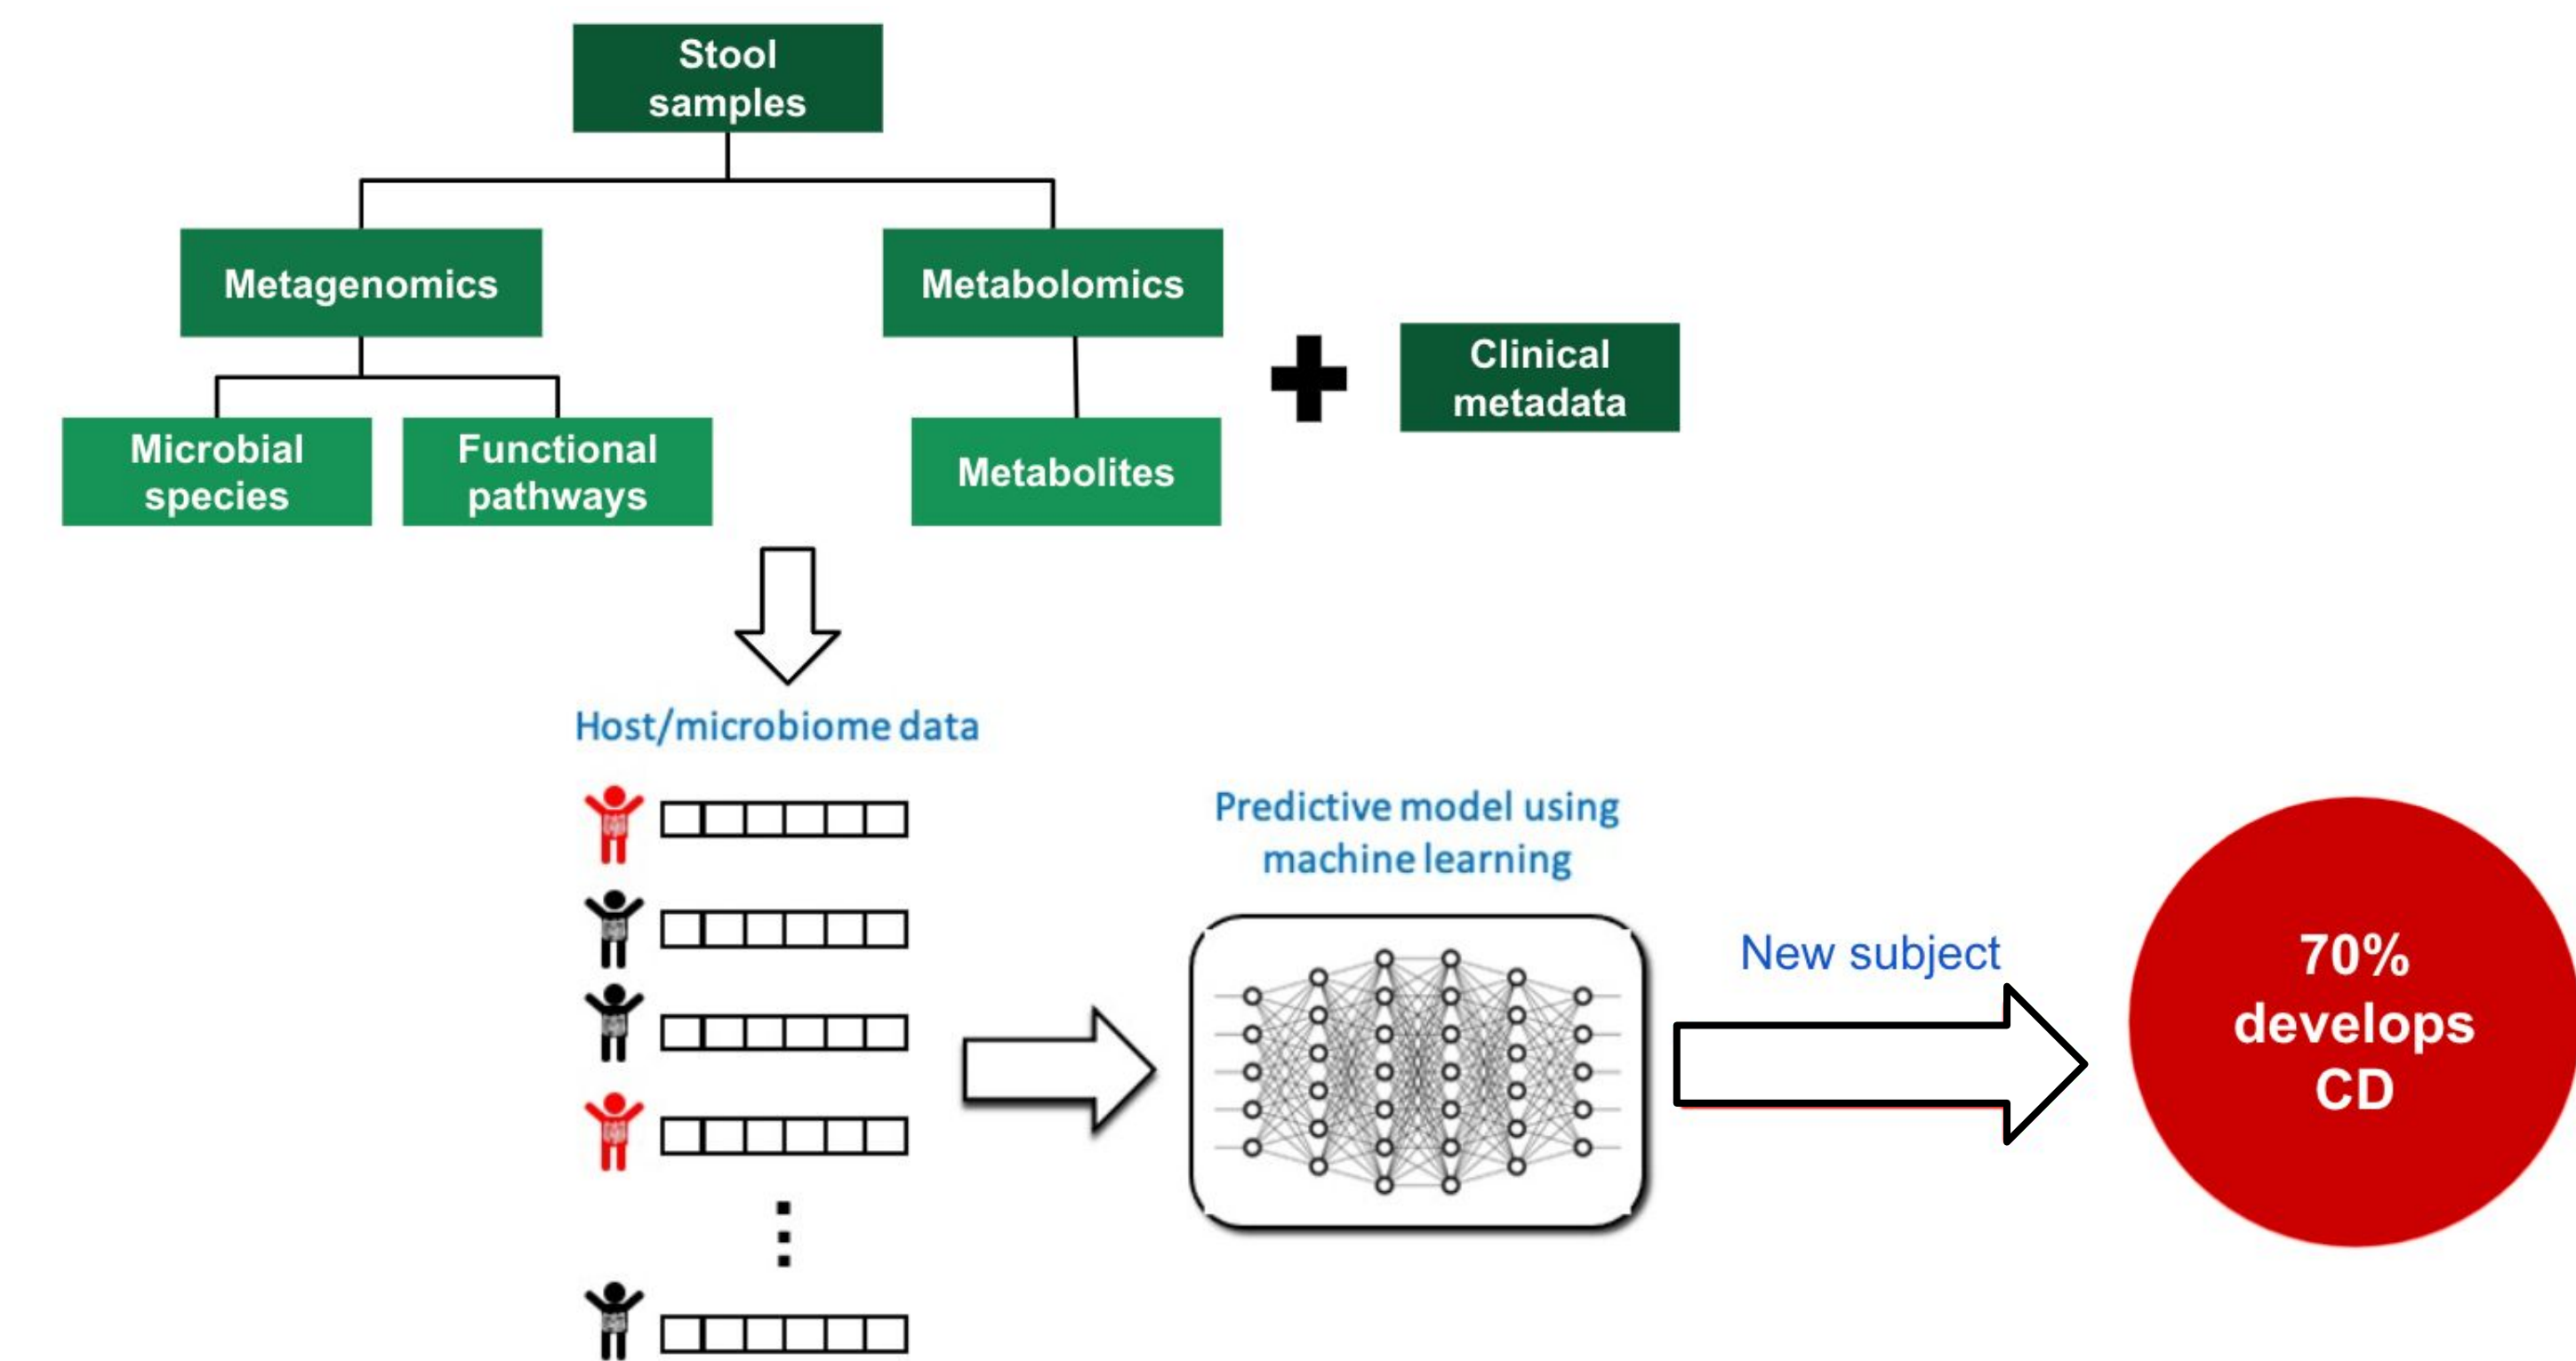 Stool
samples
Metagenomics
Metabolomics
Clinical
metadata
Microbial
species
Functional
pathways
Metabolites
Host/microbiome data
Predictive model using
machine learning
New subject
70%
develops
CD